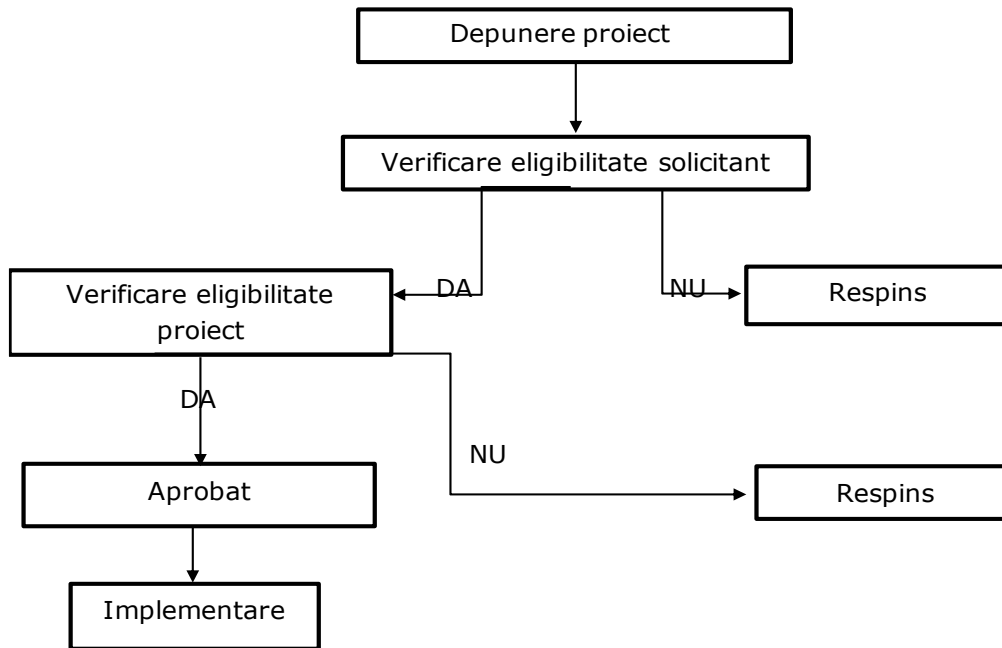 Depunere proiect
Verificare eligibilitate solicitant
DA
NU
Verificare eligibilitate
proiect
Respins
DA
NU
Aprobat
Respins
Implementare